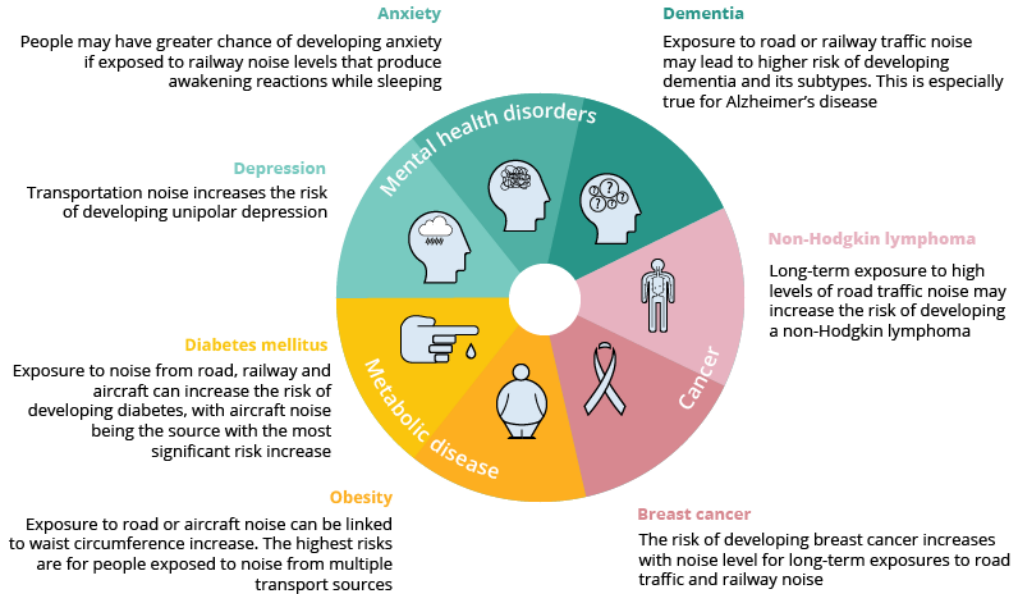 Anxiety
People may have greater chance of developing anxiety
if exposed to railway noise levels that produce
awakening reactions while sleeping
Dementia
Exposure to road or railway traffic noise
may lead to higher risk of developing
dementia and its subtypes. This is especially
true for Alzheimer's disease
Mental health disorders
? ? ? ? ?
Depression
Transportation noise increases the risk
of developing unipolar depression
Non-Hodgkin lymphoma
Long-term exposure to high
levels of road traffic noise may
increase the risk of developing
a non-Hodgkin lymphoma
Diabetes mellitus
Exposure to noise from road, railway and
aircraft can increase the risk of
developing diabetes, with aircraft noise
being the source with the most
significant risk increase
Metabolic disease
Cancer
Obesity
Exposure to road or aircraft noise can be linked
to waist circumference increase. The highest risks
are for people exposed to noise from multiple
transport sources
Breast cancer
The risk of developing breast cancer increases
with noise level for long-term exposures to road
traffic and railway noise